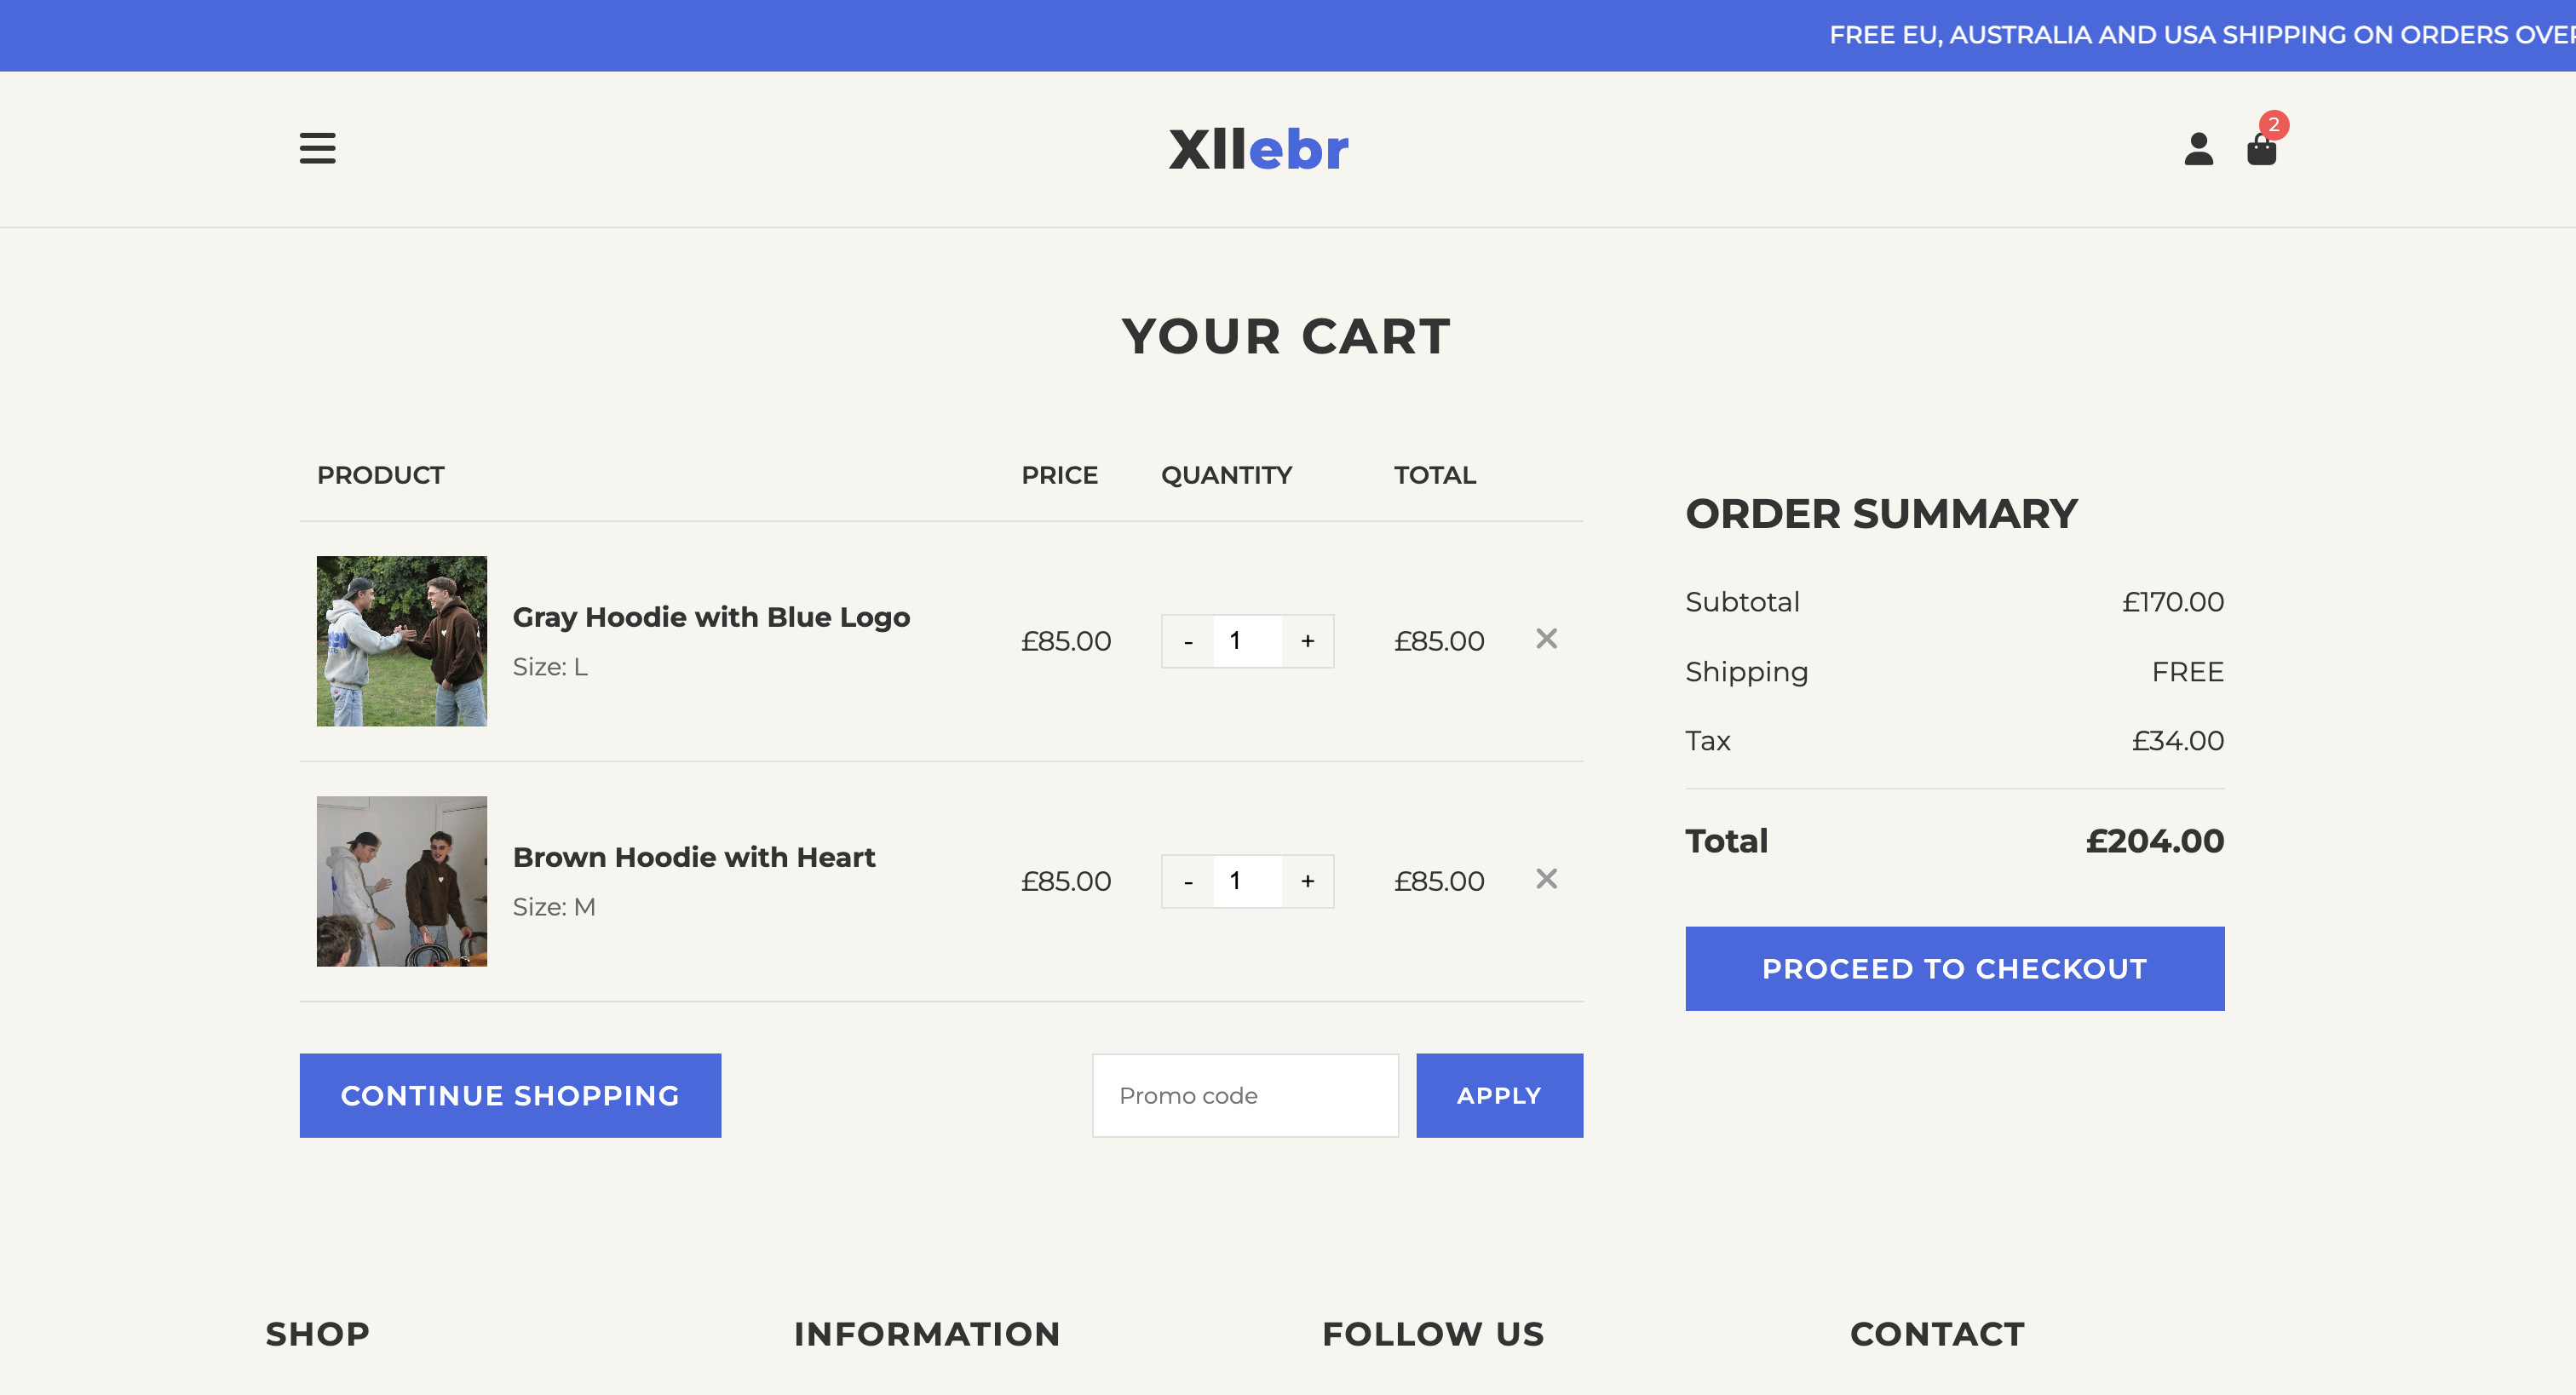 FREE EU, AUSTRALIA AND USA SHIPPING ON ORDERS OVER
Xllebr
2
YOUR CART
PRODUCT PRICE QUANTITY TOTAL
Gray Hoodie with Blue Logo
Size: L
£85.00 - 1 + £85.00
Brown Hoodie with Heart
Size: M
£85.00 - 1 + £85.00
CONTINUE SHOPPING
Promo code
APPLY
ORDER SUMMARY
Subtotal £170.00
Shipping FREE
Tax £34.00
Total £204.00
PROCEED TO CHECKOUT
SHOP
INFORMATION
FOLLOW US
CONTACT